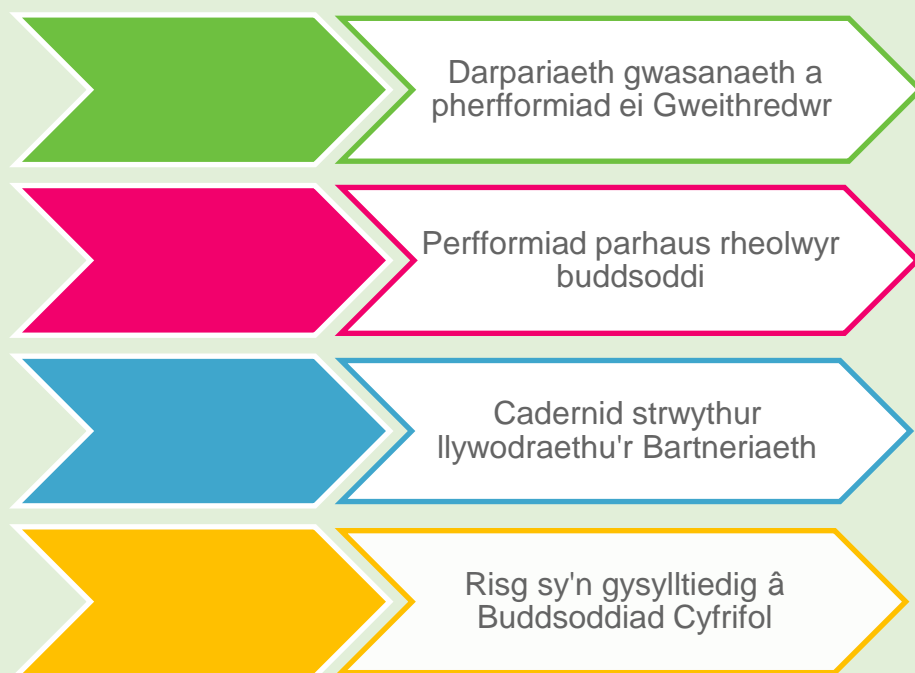 Darpariaeth gwasanaeth a
pherfformiad ei Gweithredwr
Perfformiad parhaus rheolwyr
buddsoddi
Cadernid strwythur
llywodraethu'r Bartneriaeth
Risg sy'n gysylltiedig â
Buddsoddiad Cyfrifol